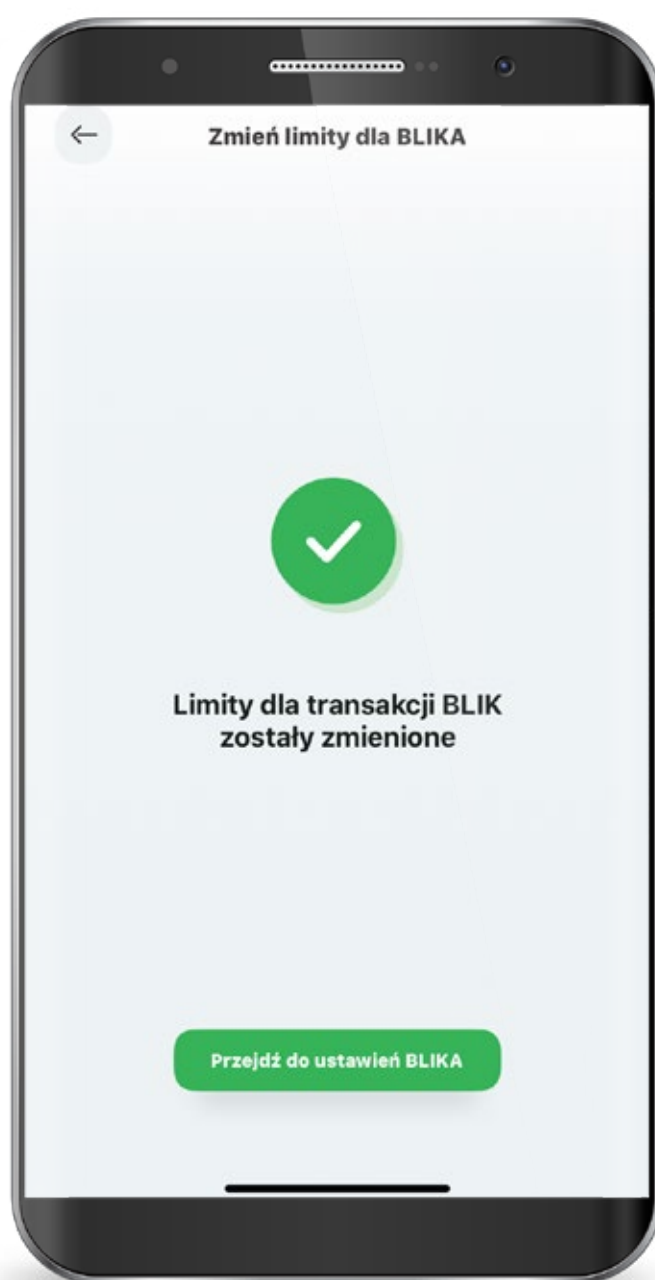 Zmień limity dla BLIKA
Limity dla transakcji BLIK
zostały zmienione
Przejdź do ustawień BLIKA